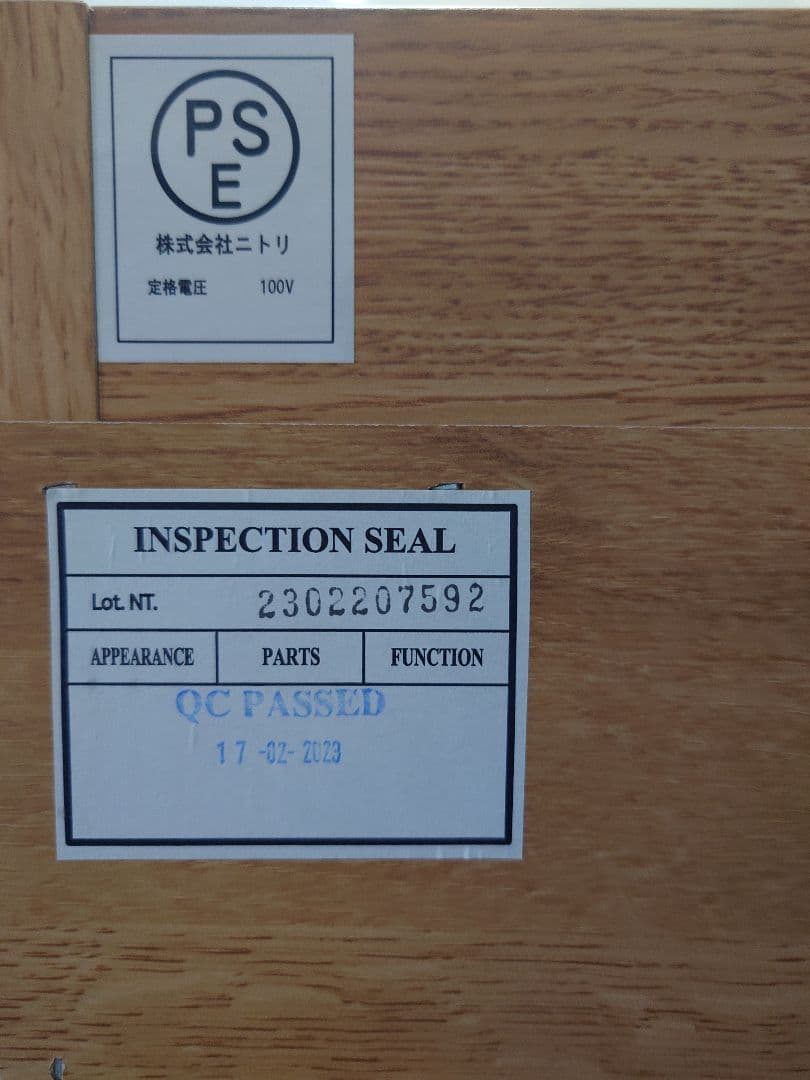 PS
E
株式会社ニトリ
定格電圧 100V
INSPECTION SEAL
Lot. NT. 2302207592
APPEARANCE PARTS FUNCTION
QC PASSED
17-02-2023